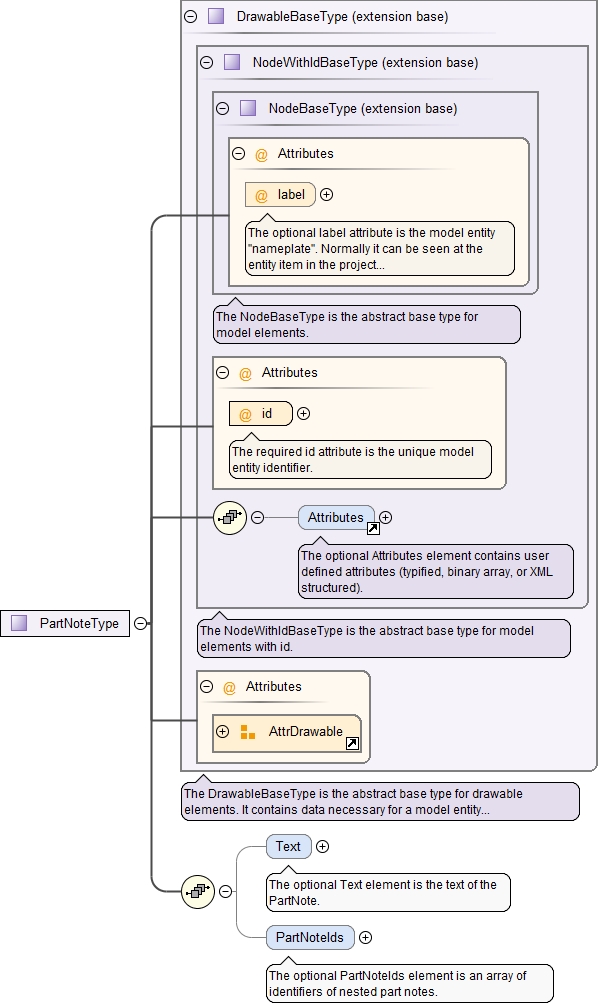 DrawableBaseType (extension base)
NodeWithIdBaseType (extension base)
NodeBaseType (extension base)
@ Attributes
@ label
The optional label attribute is the model entity
"nameplate". Normally it can be seen at the
entity item in the project...
The NodeBaseType is the abstract base type for
model elements.
@ Attributes
@ id
The required id attribute is the unique model
entity identifier.
Attributes
The optional Attributes element contains user
defined attributes (typified, binary array, or XML
structured).
PartNoteType
The NodeWithIdBaseType is the abstract base type for model
elements with id.
@ Attributes
AttrDrawable
The DrawableBaseType is the abstract base type for drawable
elements. It contains data necessary for a model entity...
Text
The optional Text element is the text of the
PartNote.
PartNoteIds
The optional PartNoteIds element is an array of
identifiers of nested part notes.